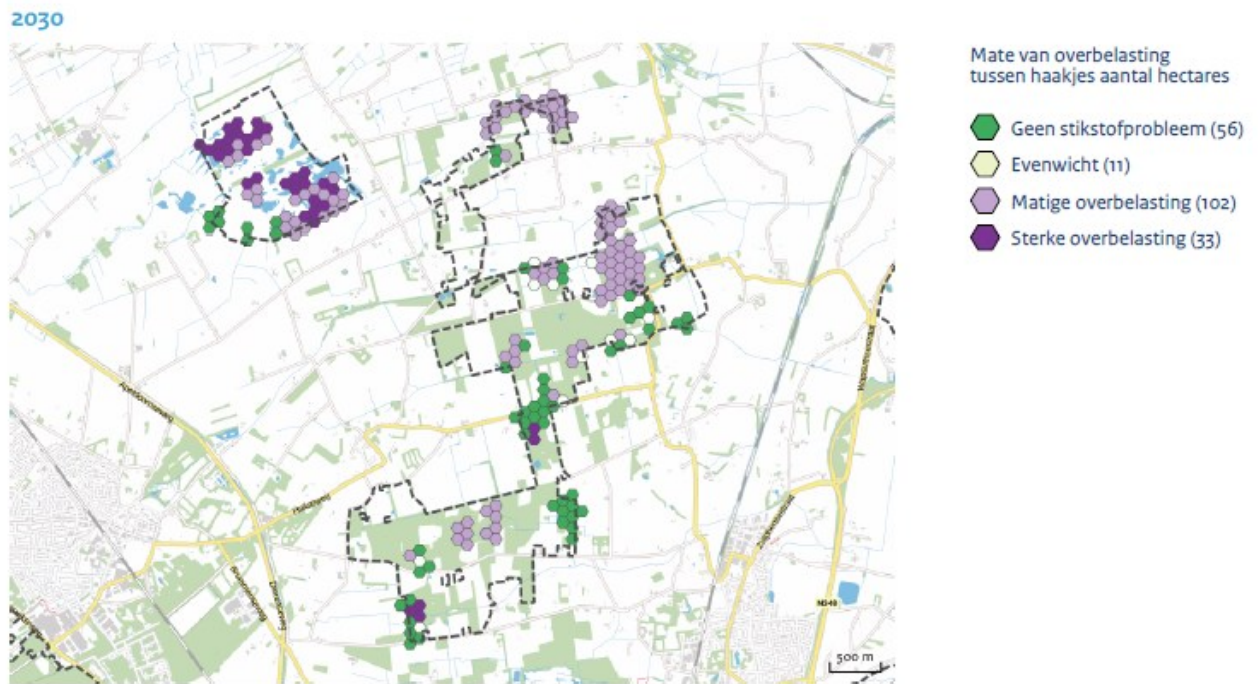 2030
Mate van overbelasting
tussen haakjes aantal hectares
Geen stikstofprobleem (56)
Evenwicht (11)
Matige overbelasting (102)
Sterke overbelasting (33)
500 m